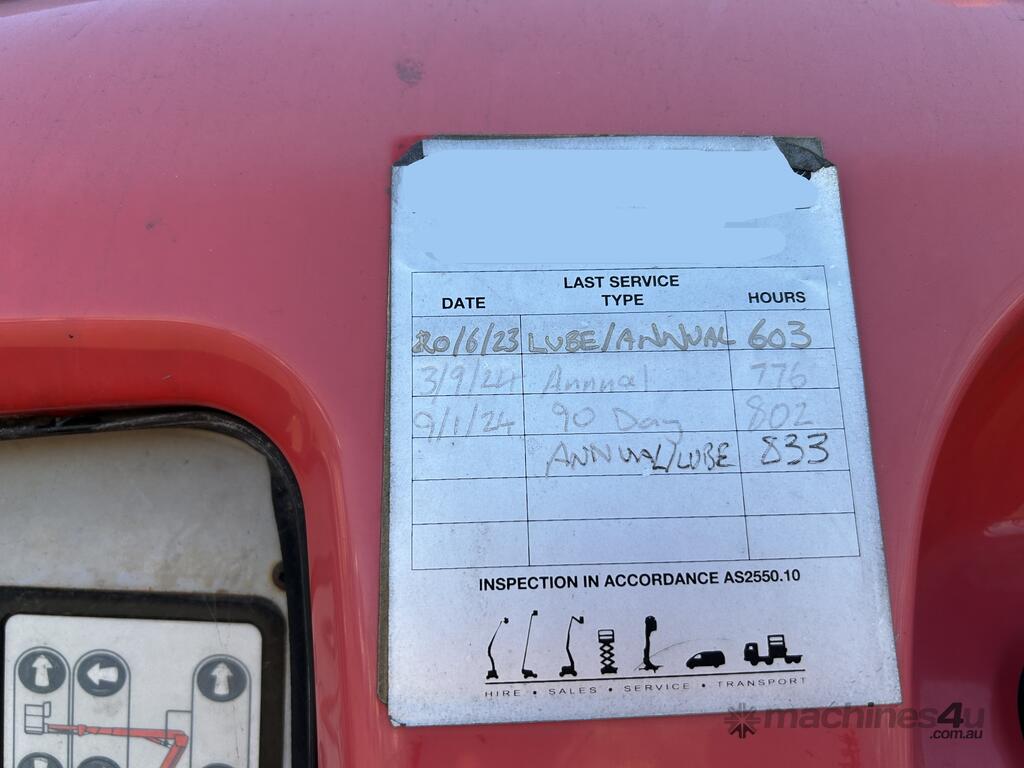 LAST SERVICE
DATE TYPE HOURS
20/6/23 LUBE/ANNUAL 603
3/9/24 Annual 776
9/1/24 90 Day 802
ANNUAL/LUBE 833
INSPECTION IN ACCORDANCE AS2550.10
HIRE • SALES • SERVICE • TRANSPORT
machines4u
.com.au